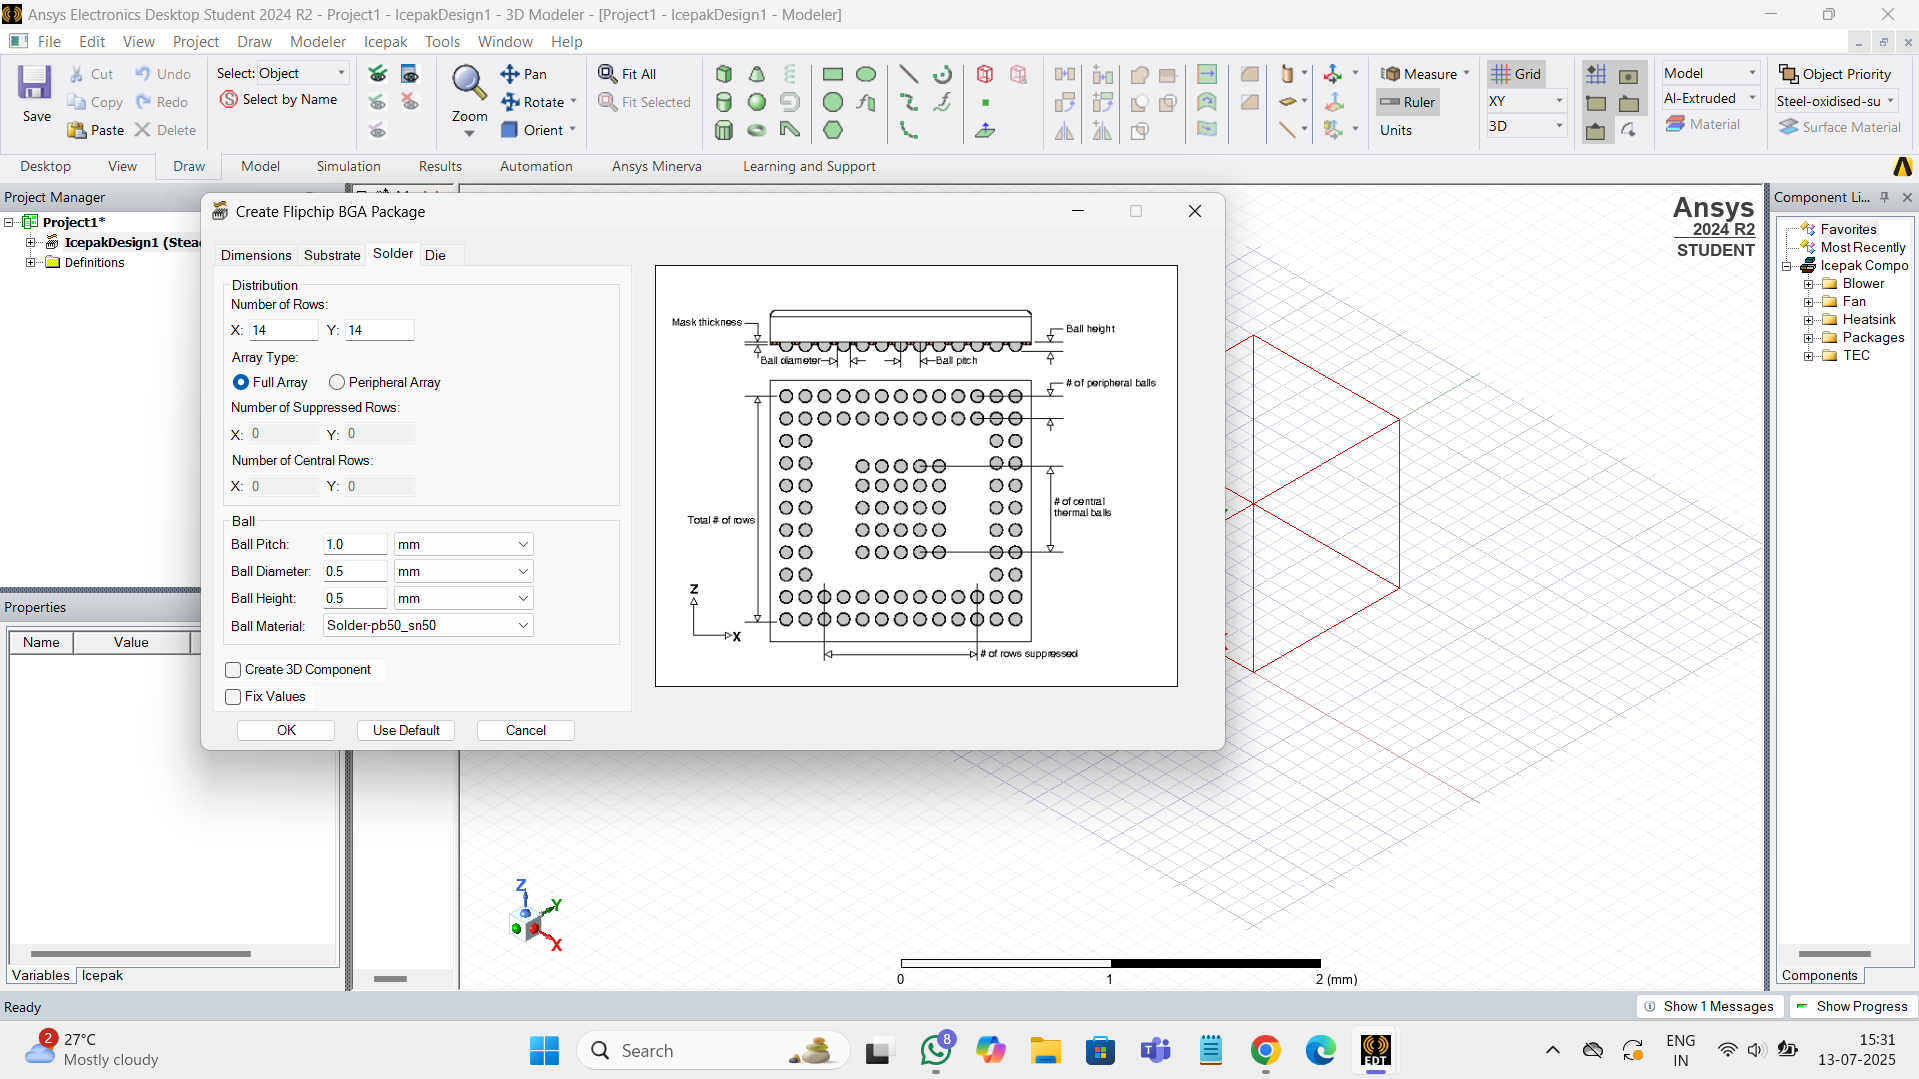 Ansys Electronics Desktop Student 2024 R2 - Project1 - IcepakDesign1 - 3D Modeler - [Project1 - IcepakDesign1 - Modeler]
File Edit View Project Draw Modeler Icepak Tools Window Help
Save
Cut
Copy
Paste
Undo
Redo
Delete
Select: Object
Select by Name
Zoom
Pan
Rotate
Orient
Fit All
Fit Selected
Measure
Ruler
Units
Grid
XY
3D
Model
Al-Extruded
Material
Object Priority
Steel-oxidised-su
Surface Material
Desktop View Draw Model Simulation Results Automation Ansys Minerva Learning and Support
Project Manager
Project1*
IcepakDesign1 (Stea
Definitions
Properties
Name Value
Variables Icepak
Create Flipchip BGA Package
Dimensions Substrate Solder Die
Distribution
Number of Rows:
X: 14 Y: 14
Array Type:
Full Array Peripheral Array
Number of Suppressed Rows:
X: 0 Y: 0
Number of Central Rows:
X: 0 Y: 0
Ball
Ball Pitch: 1.0 mm
Ball Diameter: 0.5 mm
Ball Height: 0.5 mm
Ball Material: Solder-pb50_sn50
Create 3D Component
Fix Values
OK Use Default Cancel
Mask thickness
Ball height
Ball diameter
Ball pitch
# of peripheral balls
# of central
thermal balls
Total # of rows
Z
X
# of rows suppressed
Ansys
2024 R2
STUDENT
Z
Y
X
0 1 2 (mm)
Component Li...
Favorites
Most Recently
Icepak Compo
Blower
Fan
Heatsink
Packages
TEC
Components
Ready
Show 1 Messages Show Progress
2
27°C
Mostly cloudy
Search
8
EDT
ENG
IN
15:31
13-07-2025